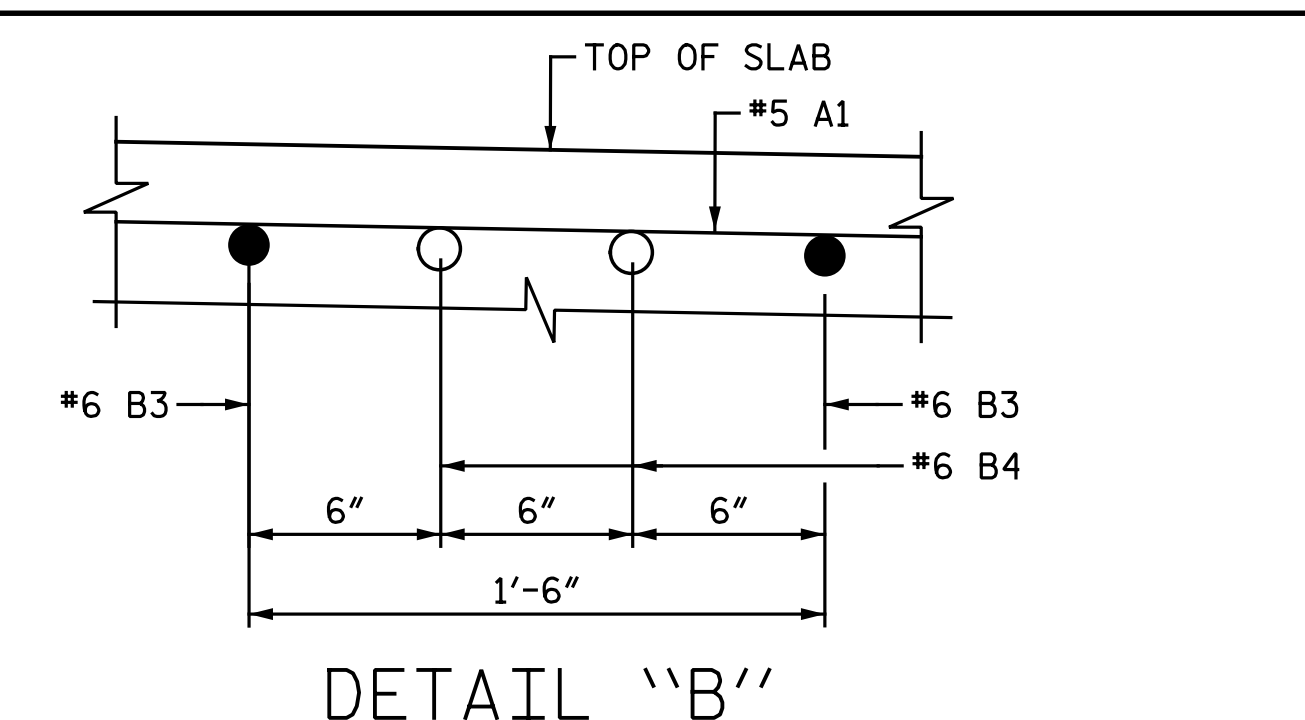 TOP OF SLAB
#5 A1
#6 B3
#6 B3
#6 B4
6" 6" 6"
1'-6"
DETAIL "B"